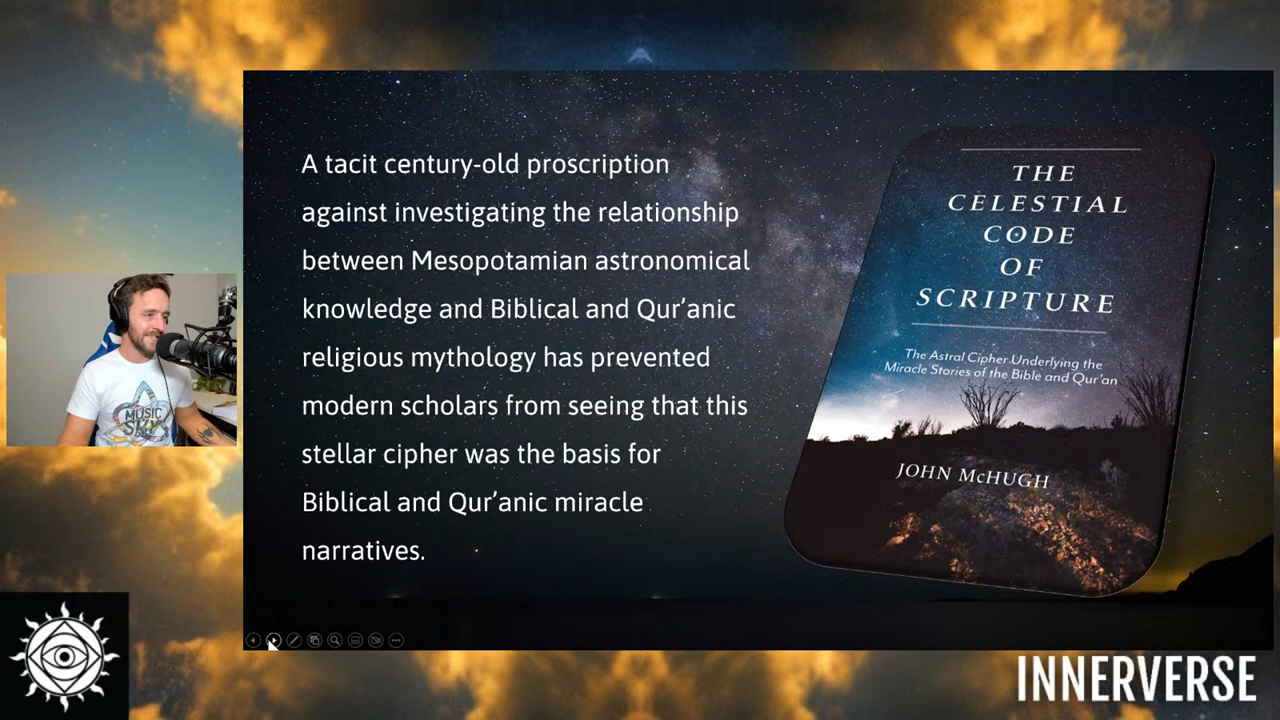 A tacit century-old proscription
against investigating the relationship
between Mesopotamian astronomical
knowledge and Biblical and Qur’anic
religious mythology has prevented
modern scholars from seeing that this
stellar cipher was the basis for
Biblical and Qur’anic miracle
narratives.
THE
CELESTIAL
CODE
OF
SCRIPTURE
The Astral Cipher Underlying the
Miracle Stories of the Bible and Qur’an
JOHN McHUGH
MUSIC
SKY
INNERVERSE